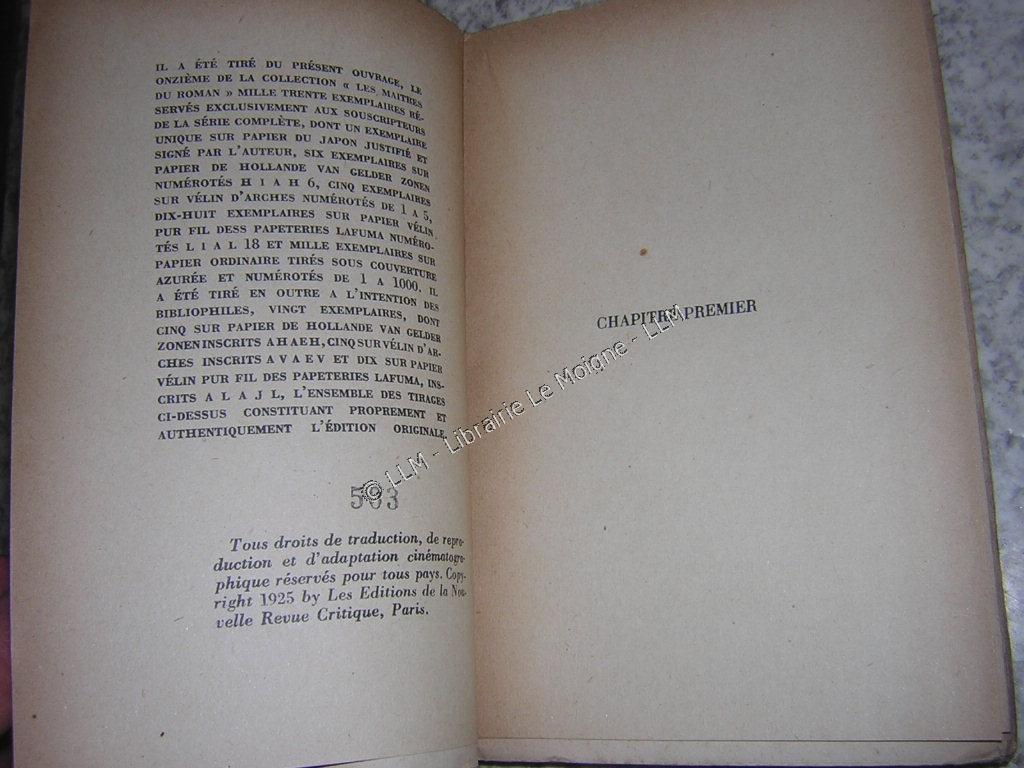 IL A ÉTÉ TIRÉ DU PRÉSENT OUVRAGE, LE
ONZIÈME DE LA COLLECTION « LES MAITRES
DU ROMAN » MILLE TRENTE EXEMPLAIRES RÉ-
SERVÉS EXCLUSIVEMENT AUX SOUSCRIPTEURS
DE LA SÉRIE COMPLÈTE, DONT UN EXEMPLAIRE
UNIQUE SUR PAPIER DU JAPON JUSTIFIÉ ET
SIGNÉ PAR L'AUTEUR, SIX EXEMPLAIRES SUR
PAPIER DE HOLLANDE VAN GELDER ZONEN
NUMÉROTÉS H 1 A H 6, CINQ EXEMPLAIRES
SUR VÉLIN D'ARCHES NUMÉROTÉS DE 1 A 5,
DIX-HUIT EXEMPLAIRES SUR PAPIER VÉLIN
PUR FIL DESS PAPETERIES LAFUMA NUMÉRO-
TÉS L 1 A L 18 ET MILLE EXEMPLAIRES SUR
PAPIER ORDINAIRE TIRÉS SOUS COUVERTURE
AZURÉE ET NUMÉROTÉS DE 1 A 1000. IL
A ÉTÉ TIRÉ EN OUTRE A L'INTENTION DES
BIBLIOPHILES, VINGT EXEMPLAIRES, DONT
CINQ SUR PAPIER DE HOLLANDE VAN GELDER
ZONEN INSCRITS A H A E H, CINQ SUR VÉLIN D'AR-
CHES INSCRITS A V A E V ET DIX SUR PAPIER
VÉLIN PUR FIL DES PAPETERIES LAFUMA, INS-
CRITS A L A J L, L'ENSEMBLE DES TIRAGES
CI-DESSUS CONSTITUANT PROPREMENT ET
AUTHENTIQUEMENT L'ÉDITION ORIGINALE.
Tous droits de traduction, de repro-
duction et d'adaptation cinématogra-
phique réservés pour tous pays. Copy-
right 1925 by Les Editions de la Nou-
velle Revue Critique, Paris.
CHAPITRE PREMIER
© LLM - Librairie Le Moigne - LLM